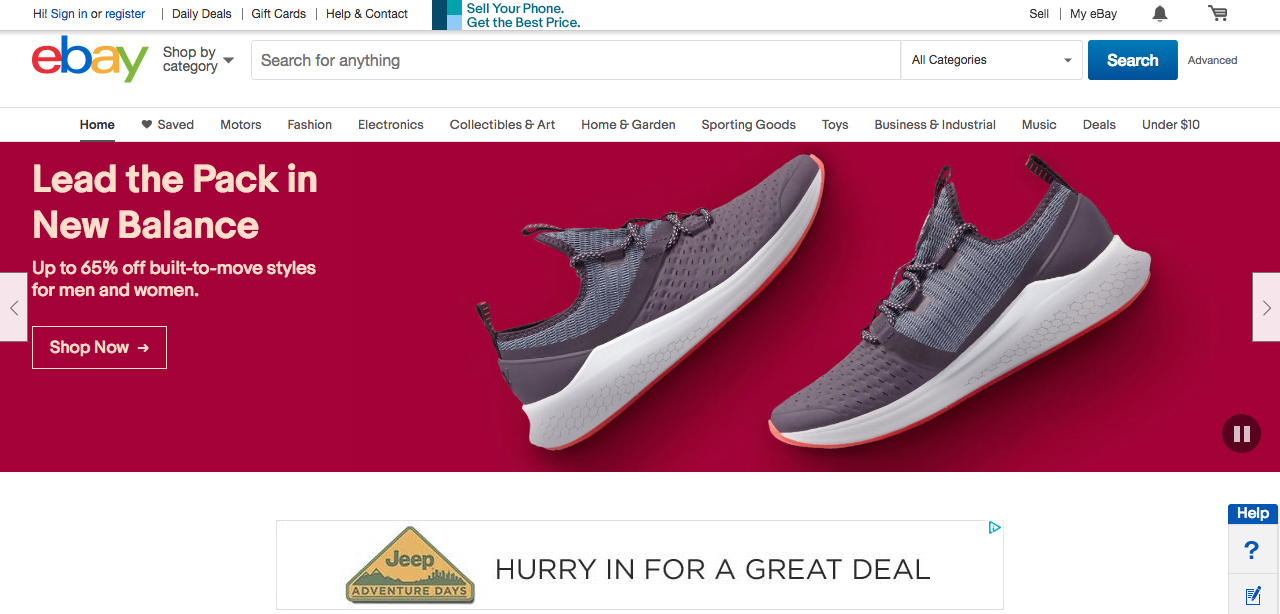 Hi! Sign in or register
Daily Deals
Gift Cards
Help & Contact
Sell Your Phone.
Get the Best Price.
Sell
My eBay
ebay
Shop by
category
Search for anything
All Categories
Search
Advanced
Home
Saved
Motors
Fashion
Electronics
Collectibles & Art
Home & Garden
Sporting Goods
Toys
Business & Industrial
Music
Deals
Under $10
Lead the Pack in
New Balance
Up to 65% off built-to-move styles
for men and women.
Shop Now →
Jeep
ADVENTURE DAYS
HURRY IN FOR A GREAT DEAL
Help
?